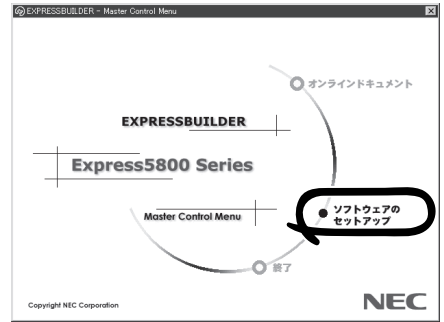 EXPRESSBUILDER - Master Control Menu
オンラインドキュメント
EXPRESSBUILDER
Express5800 Series
Master Control Menu
ソフトウェアの
セットアップ
終了
Copyright NEC Corporation
NEC